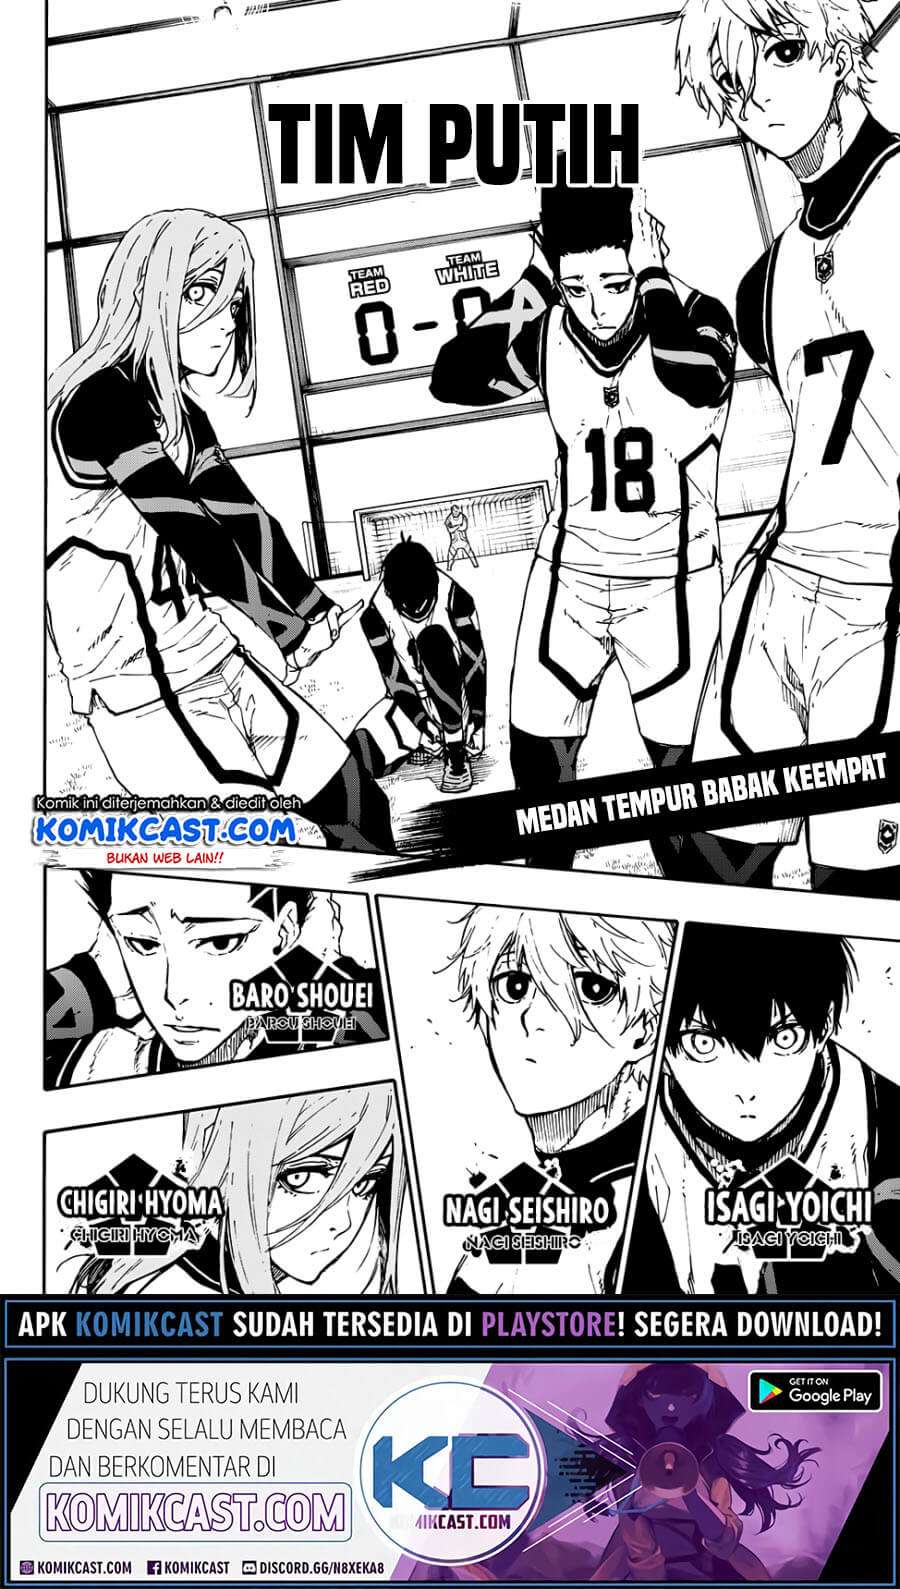 TIM PUTIH
TEAM
RED
TEAM
WHITE
0 - 0
7
18
MEDAN TEMPUR BABAK KEEMPAT
Komik ini diterjemahkan & diedit oleh
KOMIKCAST.COM
BUKAN WEB LAIN!!
BARO SHOUEI
BAROU SHOUEI
CHIGIRI HYOMA
CHIGIRI HYOMA
NAGI SEISHIRO
NAGI SEISHIRO
ISAGI YOICHI
ISAGI YOICHI
APK KOMIKCAST SUDAH TERSEDIA DI PLAYSTORE! SEGERA DOWNLOAD!
DUKUNG TERUS KAMI
DENGAN SELALU MEMBACA
DAN BERKOMENTAR DI
KOMIKCAST.COM
KC
KOMIKCAST.COM
GET IT ON
Google Play
KOMIKCAST.COM KOMIKCAST DISCORD.GG/N8XEKA8